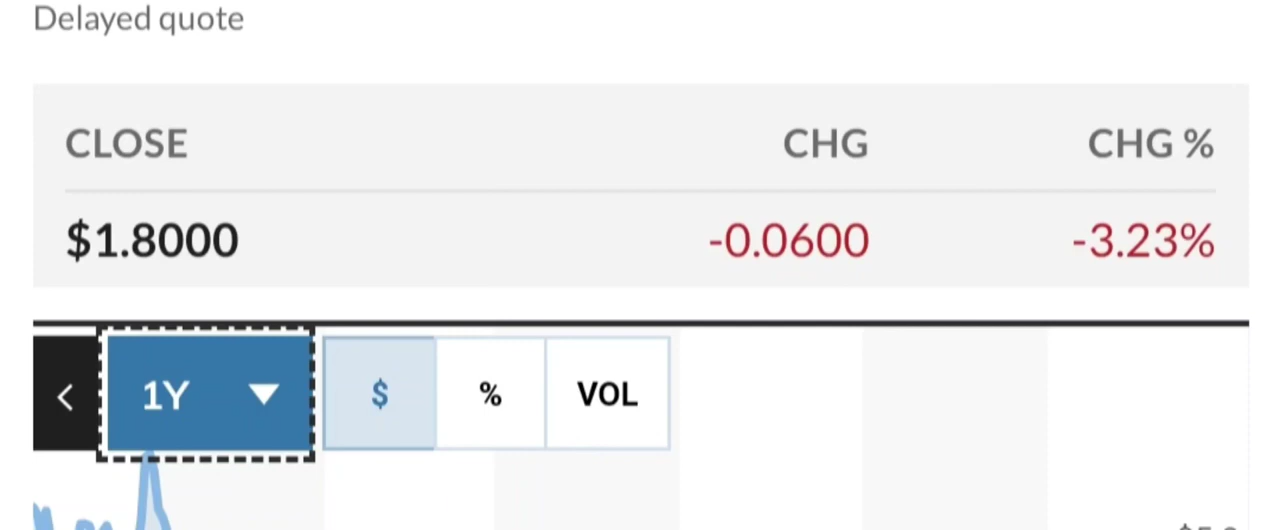 Delayed quote
CLOSE CHG CHG %
$1.8000 -0.0600 -3.23%
1Y $ % VOL